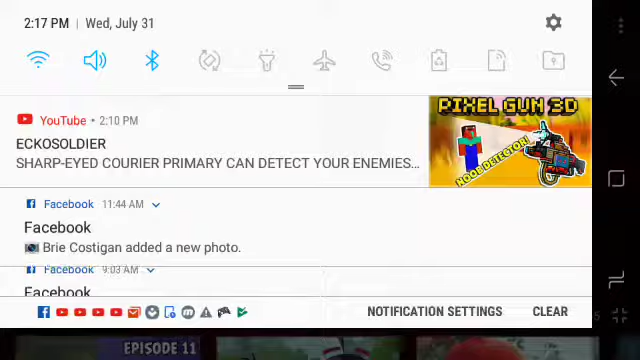 2:17 PM | Wed, July 31
YouTube • 2:10 PM
ECKOSOLDIER
SHARP-EYED COURIER PRIMARY CAN DETECT YOUR ENEMIES...
PIXEL GUN 3D
NOOB DETECTOR!
Facebook 11:44 AM
Facebook
Brie Costigan added a new photo.
Facebook 9:03 AM
Facebook
NOTIFICATION SETTINGS CLEAR
5
EPISODE 11